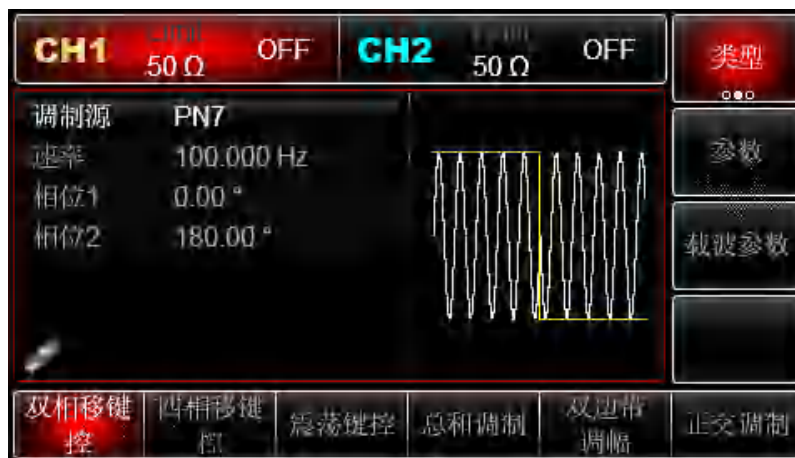 CH1 Limit 50 Ω OFF CH2 Limit 50 Ω OFF
类型
调制源 PN7
速率 100.000 Hz
相位1 0.00 °
相位2 180.00 °
参数
载波参数
双相移键控
四相移键控
震荡键控
总和调制
双边带调幅
正交调制